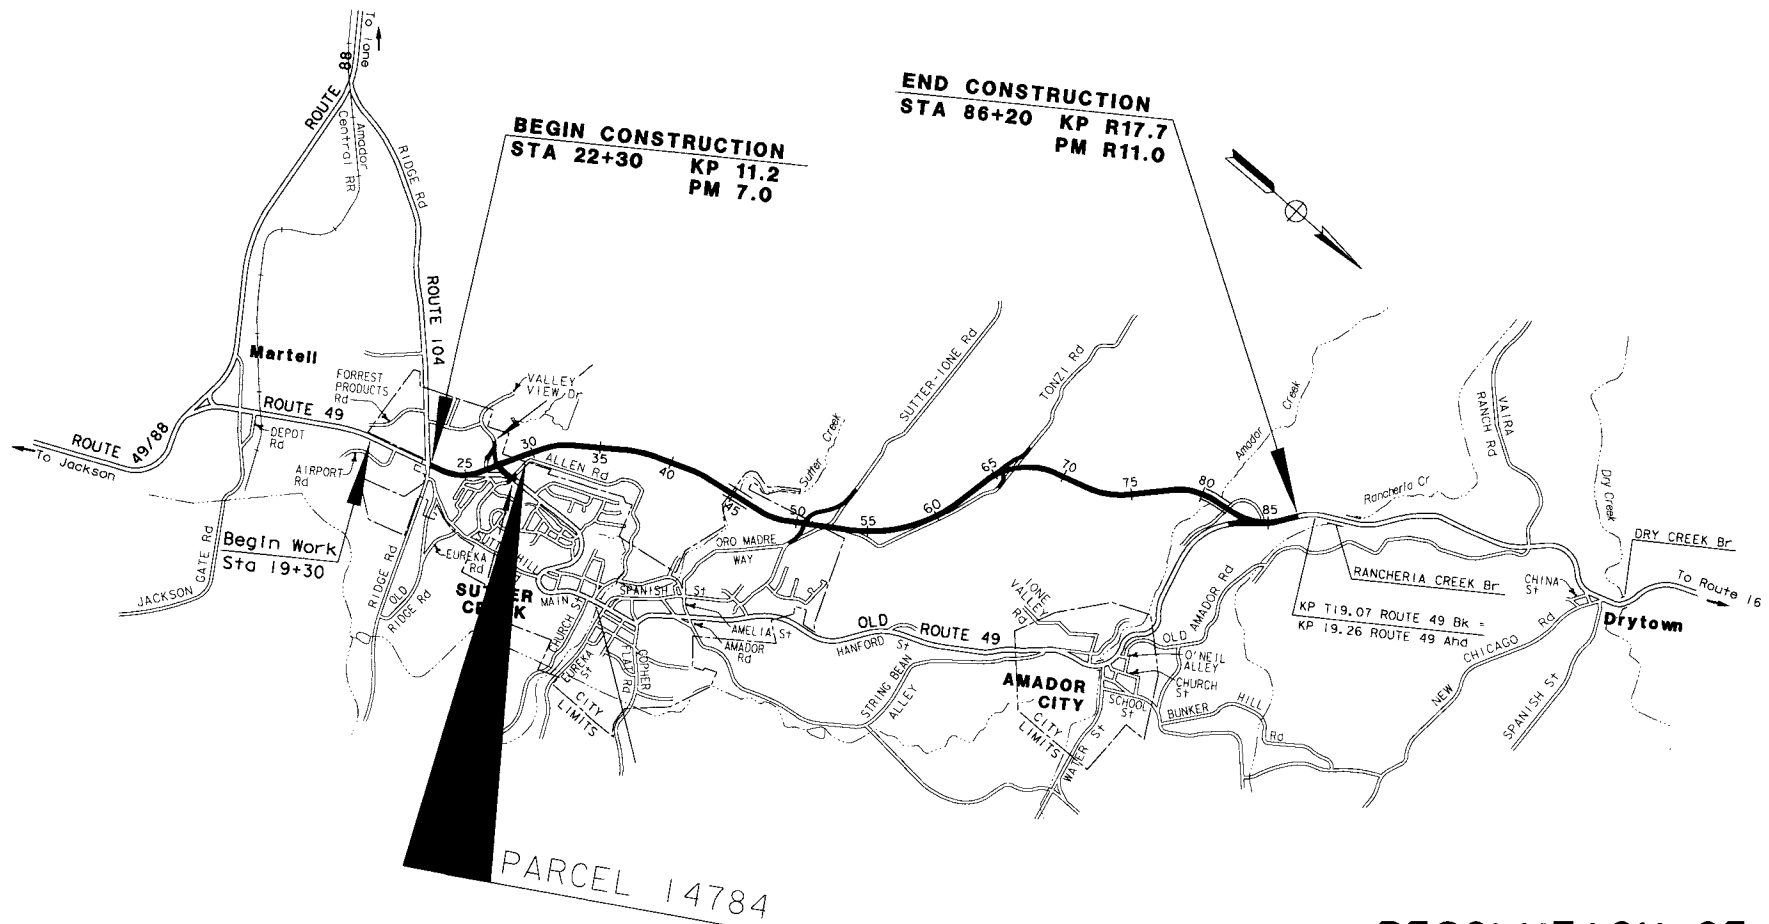 To Ione
ROUTE 88
Amador
Central RR
RIDGE Rd
ROUTE 104
BEGIN CONSTRUCTION
STA 22+30 KP 11.2
PM 7.0
END CONSTRUCTION
STA 86+20 KP R17.7
PM R11.0
Martell
FORREST
PRODUCTS
Rd
ROUTE 49
ROUTE 49/88
To Jackson
DEPOT
Rd
AIRPORT
Rd
VALLEY
VIEW Dr
ALLEN Rd
25
30
35
40
45
50
55
60
65
70
75
80
85
Sutter Creek
SUTTER-IONE Rd
TONZI Rd
Amador
Creek
Rancheria Cr
VAIRA
RANCH Rd
Dry Creek
DRY CREEK Br
To Route 16
RANCHERIA CREEK Br
CHINA
St
KP T19.07 ROUTE 49 Bk =
KP 19.26 ROUTE 49 Ahd
Drytown
Begin Work
Sta 19+30
JACKSON GATE Rd
RIDGE Rd
OLD
RIDGE Rd
EUREKA
Rd
SUTTER HILL
SUTTER
CREEK
MAIN
SPANISH St
CHURCH St
EUREKA
St
FLAT Rd
GOPHER
CITY
LIMITS
ORO MADRE
WAY
AMELIA St
AMADOR
Rd
OLD ROUTE 49
HANFORD St
STRING BEAN
ALLEY
IONE
VALLEY
Rd
AMADOR
CITY
CITY
LIMITS
WATER St
OLD AMADOR Rd
O'NEIL
ALLEY
CHURCH
St
SCHOOL
St
BUNKER HILL
Rd
NEW CHICAGO Rd
SPANISH St
PARCEL 14784